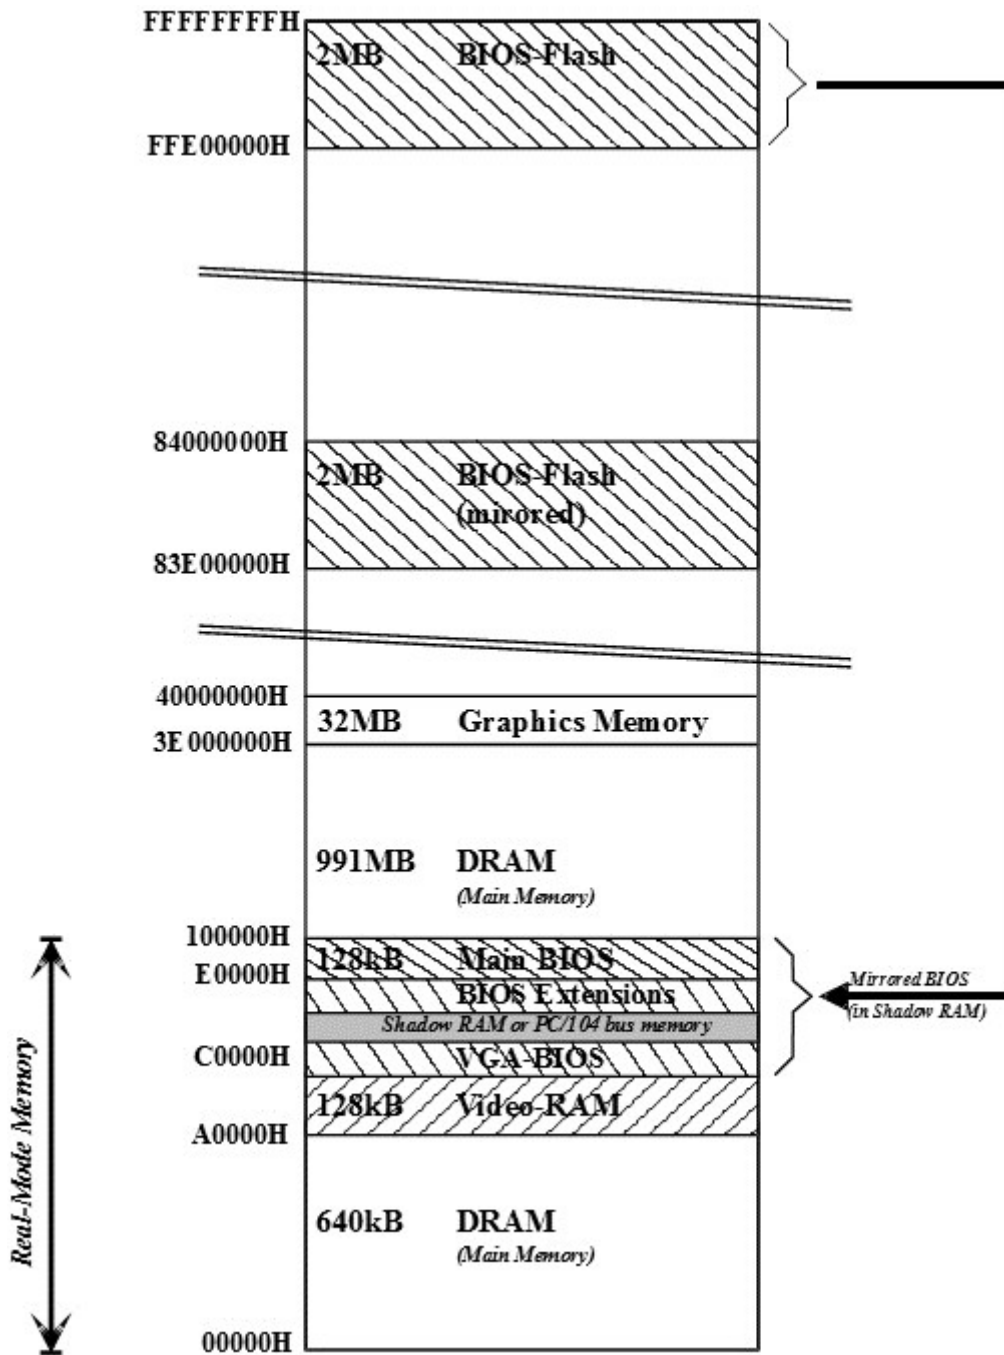 FFFFFFFFH
2MB BIOS-Flash
FFE00000H
84000000H
2MB BIOS-Flash
(mirored)
83E00000H
40000000H
32MB Graphics Memory
3E000000H
991MB DRAM
(Main Memory)
100000H
128kB Main BIOS
E0000H
BIOS Extensions
Mirrored BIOS
(in Shadow RAM)
Shadow RAM or PC/104 bus memory
C0000H
VGA-BIOS
128kB Video-RAM
A0000H
Real-Mode Memory
640kB DRAM
(Main Memory)
00000H